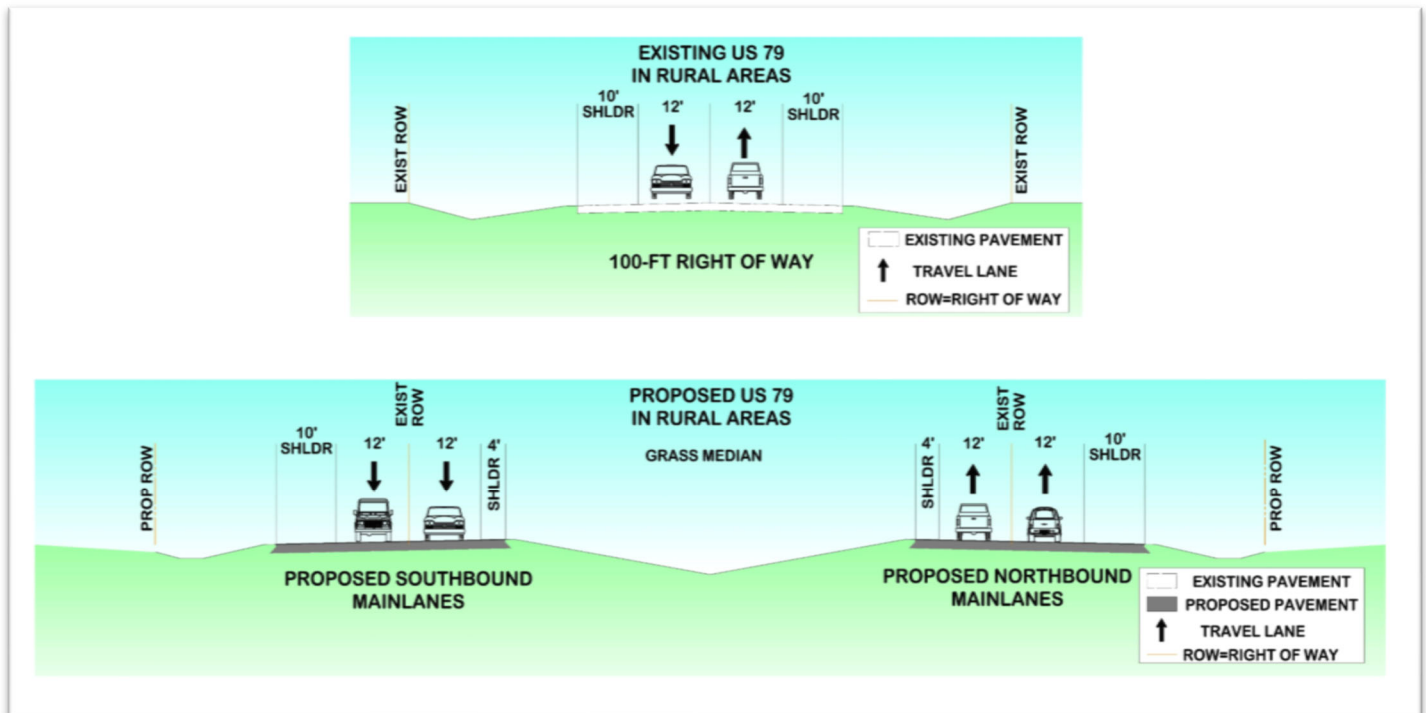 EXISTING US 79
IN RURAL AREAS
10'
SHLDR
12'
12'
10'
SHLDR
EXIST ROW
EXIST ROW
100-FT RIGHT OF WAY
EXISTING PAVEMENT
TRAVEL LANE
ROW=RIGHT OF WAY
PROPOSED US 79
IN RURAL AREAS
GRASS MEDIAN
PROP ROW
10'
SHLDR
12'
EXIST
ROW
12'
SHLDR 4'
4'
SHLDR
12'
EXIST
ROW
12'
10'
SHLDR
PROP ROW
PROPOSED SOUTHBOUND
MAINLANES
PROPOSED NORTHBOUND
MAINLANES
EXISTING PAVEMENT
PROPOSED PAVEMENT
TRAVEL LANE
ROW=RIGHT OF WAY